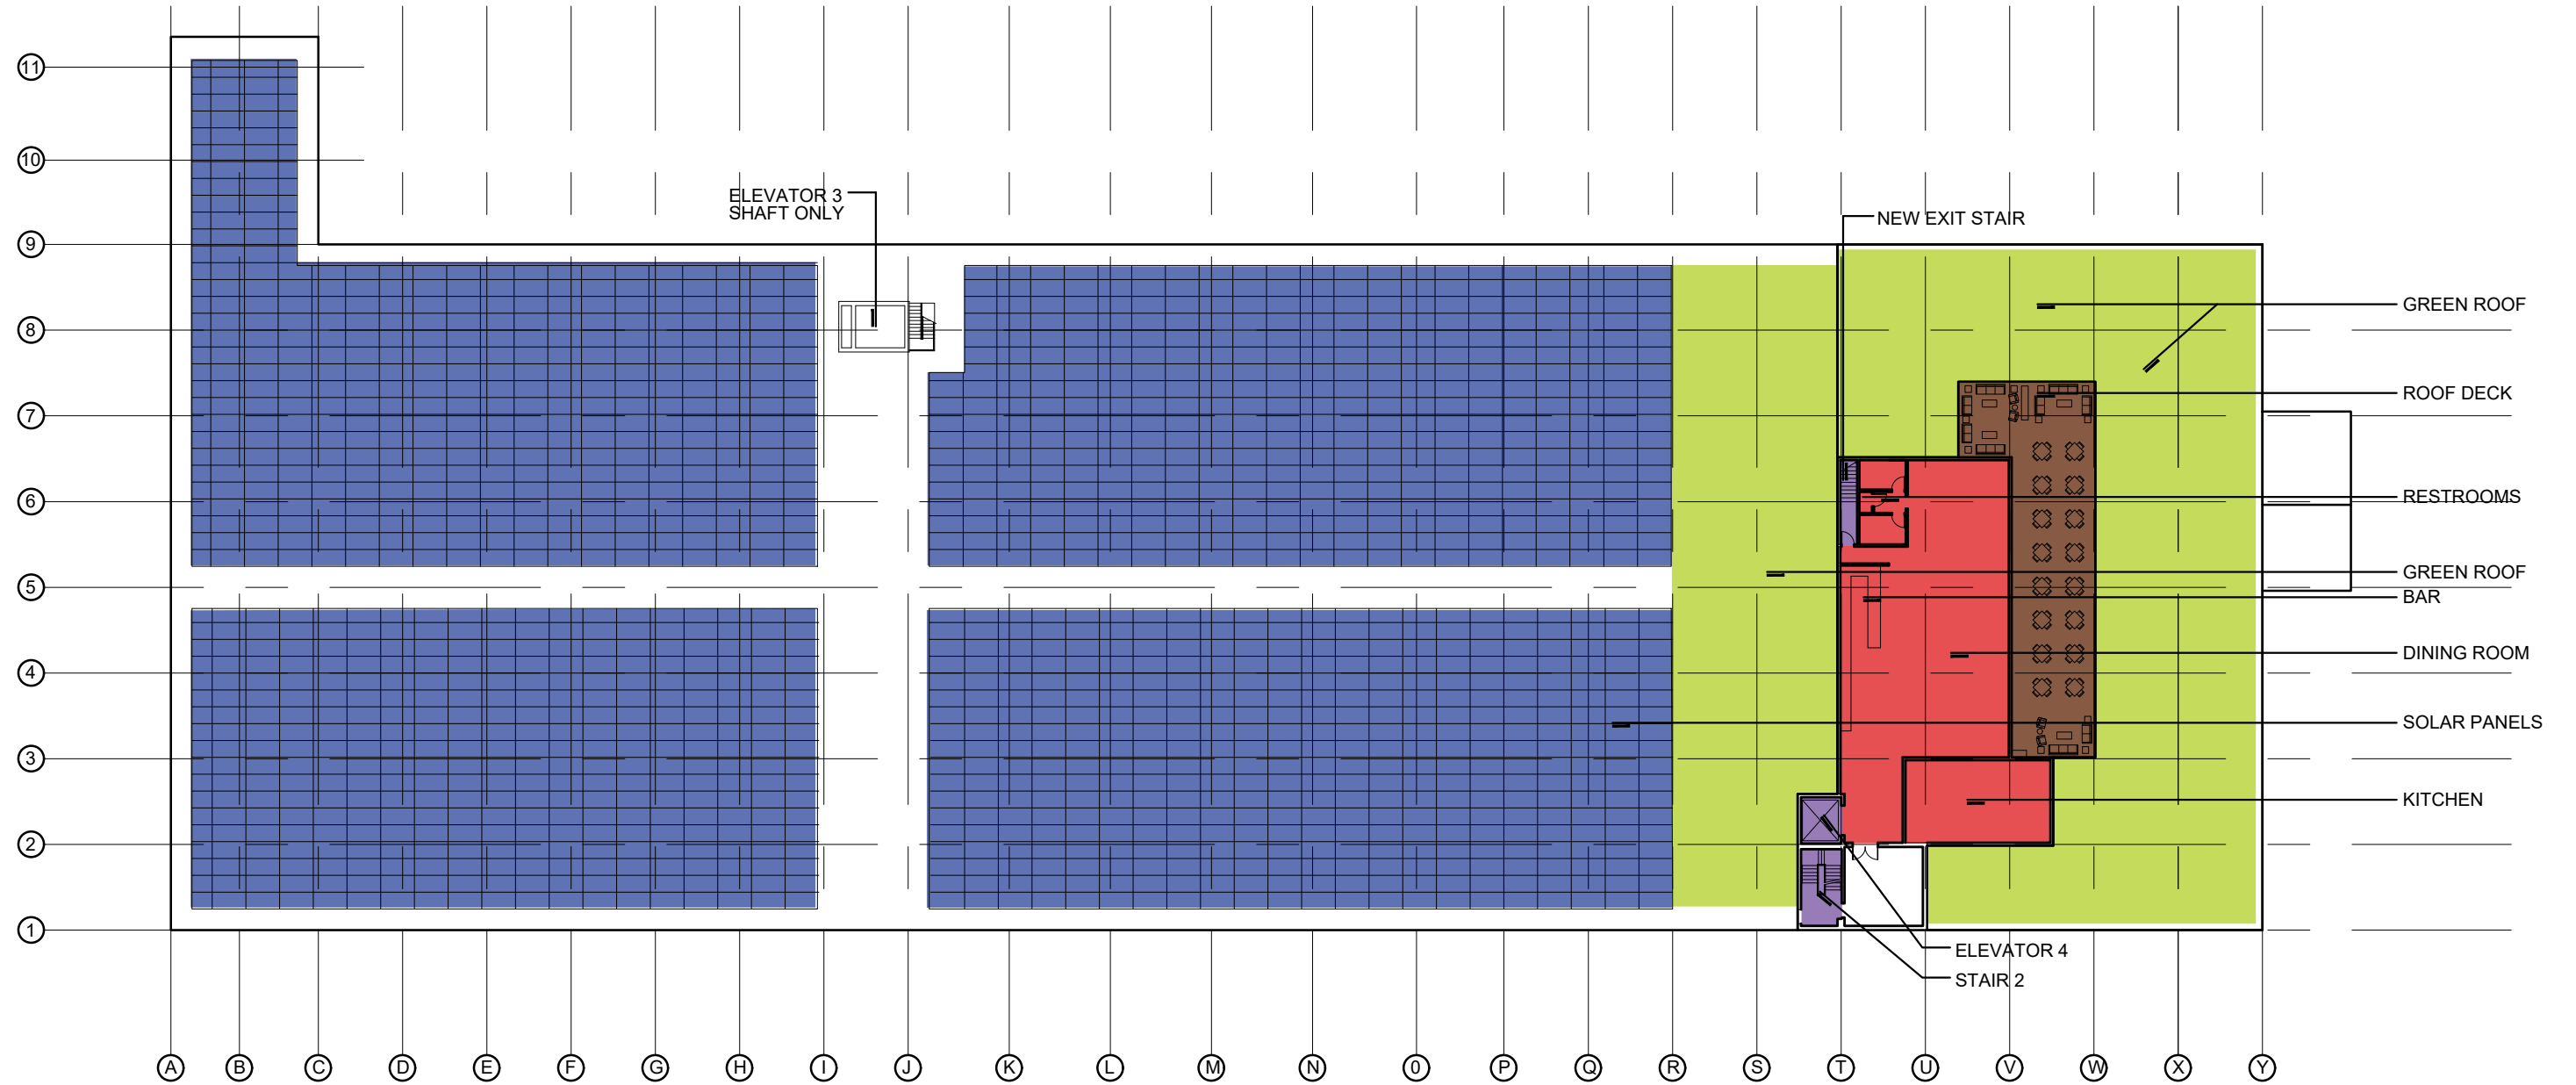 11
10
9
8
7
6
5
4
3
2
1
ELEVATOR 3
SHAFT ONLY
NEW EXIT STAIR
GREEN ROOF
ROOF DECK
RESTROOMS
GREEN ROOF
BAR
DINING ROOM
SOLAR PANELS
KITCHEN
ELEVATOR 4
STAIR 2
A B C D E F G H I J K L M N 0 P Q R S T U V W X Y